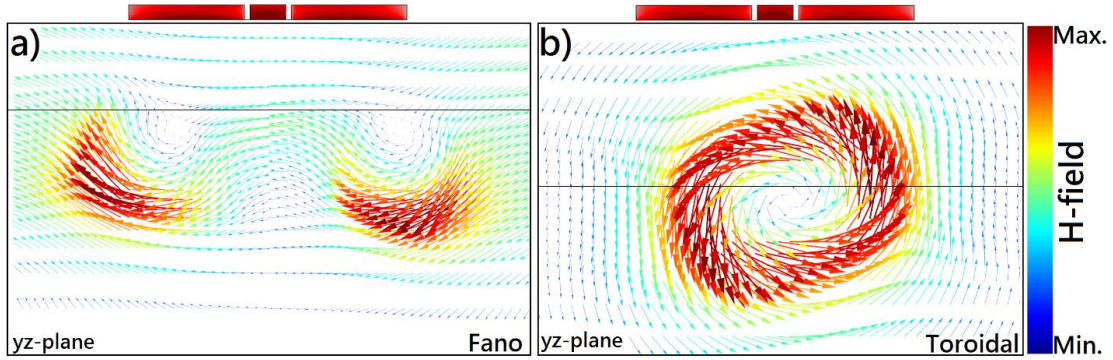 a)
yz-plane
Fano
b)
yz-plane
Toroidal
Max.
H-field
Min.